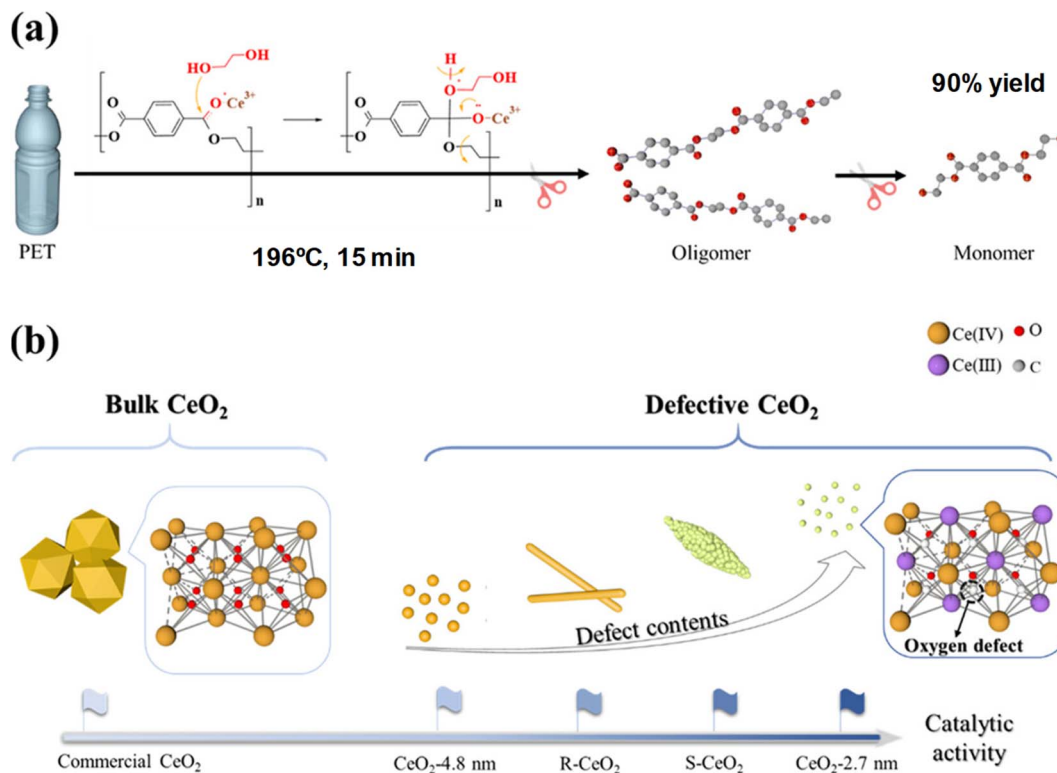 (a)
H
HO OH
OH
O Ce³⁺
O
O
O
O
O
O Ce³⁺
O
O
n
n
90% yield
PET
196ºC, 15 min
Oligomer
Monomer
(b)
Ce(IV) O
Ce(III) C
Bulk CeO₂
Defective CeO₂
Defect contents
Oxygen defect
Commercial CeO₂
CeO₂-4.8 nm
R-CeO₂
S-CeO₂
CeO₂-2.7 nm
Catalytic
activity